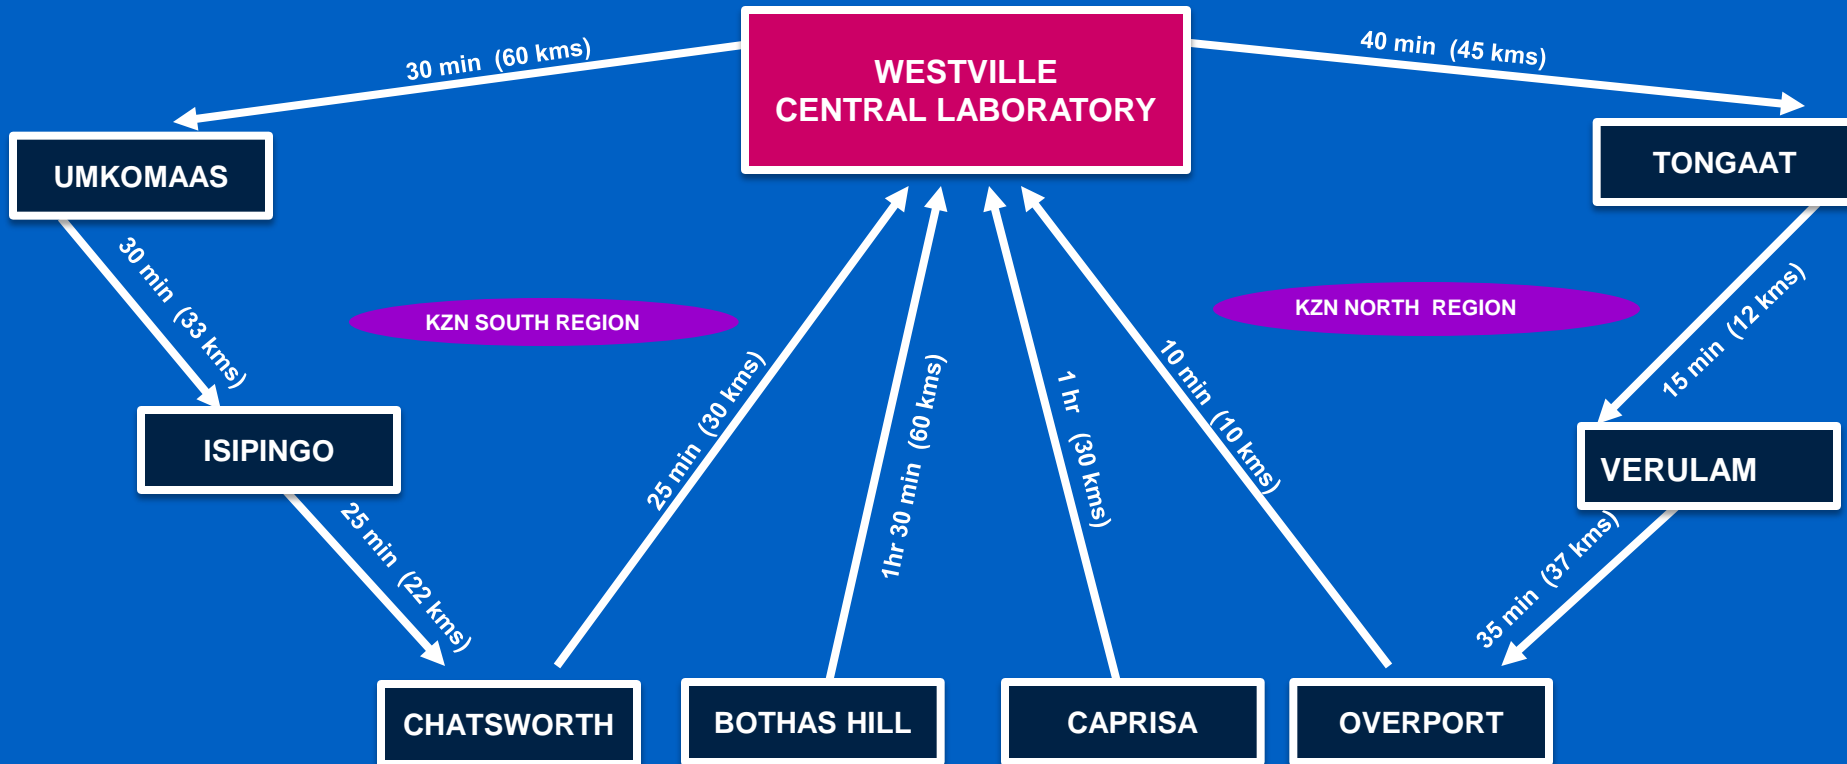 WESTVILLE
CENTRAL LABORATORY
30 min (60 kms)
40 min (45 kms)
UMKOMAAS
TONGAAT
30 min (33 kms)
KZN SOUTH REGION
KZN NORTH REGION
15 min (12 kms)
25 min (30 kms)
1hr 30 min (60 kms)
1 hr (30 kms)
10 min (10 kms)
ISIPINGO
VERULAM
25 min (22 kms)
35 min (37 kms)
CHATSWORTH
BOTHAS HILL
CAPRISA
OVERPORT